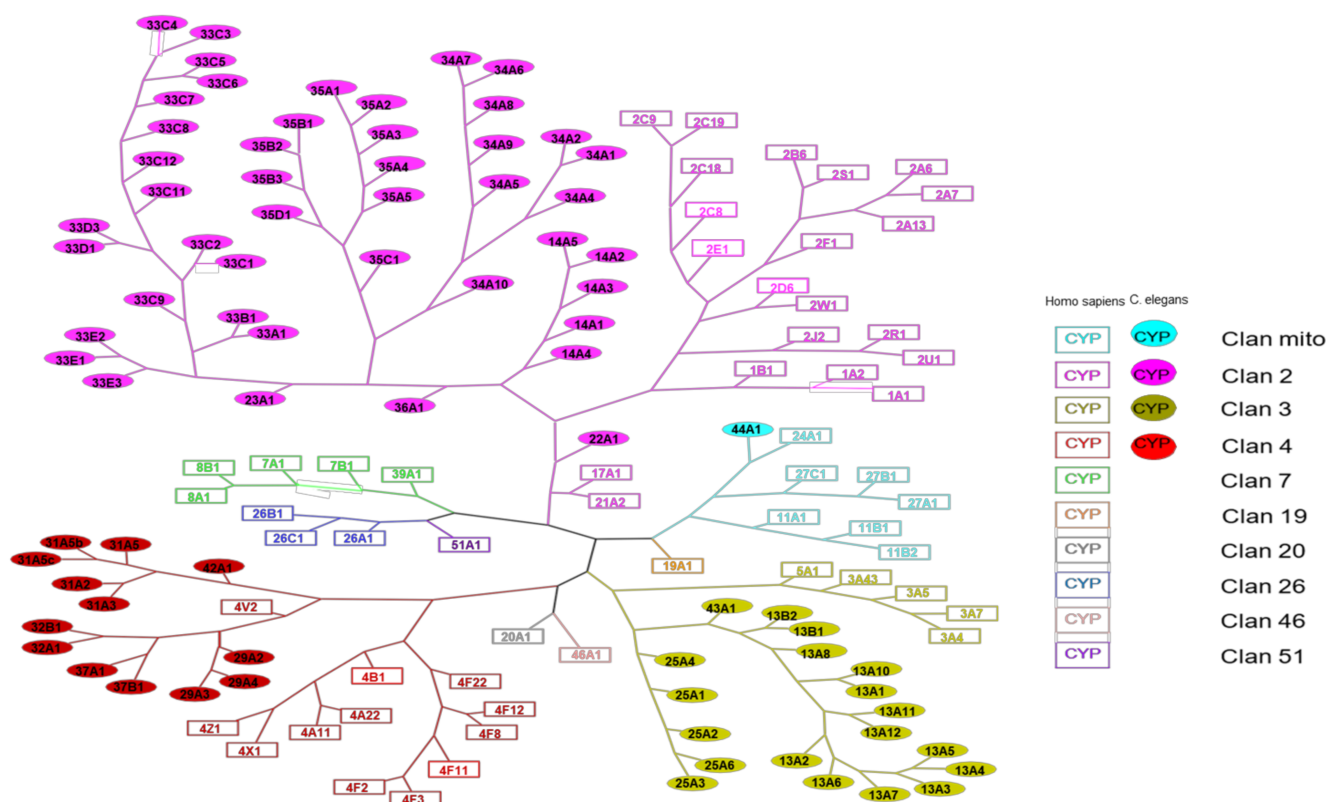 33C4
33C3
33C5
33C6
33C7
33C8
33C12
33C11
33D3
33D1
33C2
33C1
33C9
33B1
33A1
33E2
33E1
33E3
23A1
35A1
35A2
35B1
35B2
35A3
35B3
35A4
35A5
35D1
35C1
34A7
34A6
34A8
34A9
34A5
34A2
34A1
34A4
34A10
14A5
14A2
14A3
14A1
14A4
36A1
2C9
2C19
2C18
2C8
2E1
2B6
2S1
2A6
2A7
2A13
2F1
2D6
2W1
2J2
2R1
2U1
1B1
1A2
1A1
22A1
17A1
21A2
44A1
24A1
27C1
27B1
27A1
11A1
11B1
11B2
19A1
8B1
7A1
7B1
39A1
8A1
26B1
26C1
26A1
51A1
31A5b
31A5
31A5c
42A1
31A2
31A3
4V2
32B1
32A1
37A1
37B1
29A2
29A4
29A3
20A1
46A1
4B1
4F22
4A22
4F12
4Z1
4A11
4F8
4X1
4F11
4F2
4F3
5A1
3A43
3A5
3A7
3A4
43A1
13B2
13B1
13A8
25A4
13A10
13A1
25A1
13A11
13A12
25A2
13A2
13A5
25A6
13A6
13A4
25A3
13A7
13A3
Homo sapiens C. elegans
CYP CYP Clan mito
CYP CYP Clan 2
CYP CYP Clan 3
CYP CYP Clan 4
CYP Clan 7
CYP Clan 19
CYP Clan 20
CYP Clan 26
CYP Clan 46
CYP Clan 51